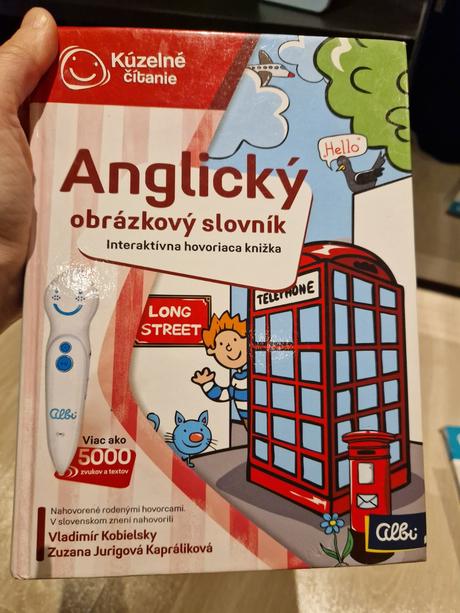 Kúzelné
čítanie
„Hello"
Anglický
obrázkový slovník
Interaktívna hovoriaca knižka
TELEPHONE
LONG
STREET
albi
Viac ako
5000
zvukov a textov
Nahovorené rodenými hovorcami.
V slovenskom znení nahovorili
Vladimír Kobielsky
Zuzana Jurigová Kapráliková
albi